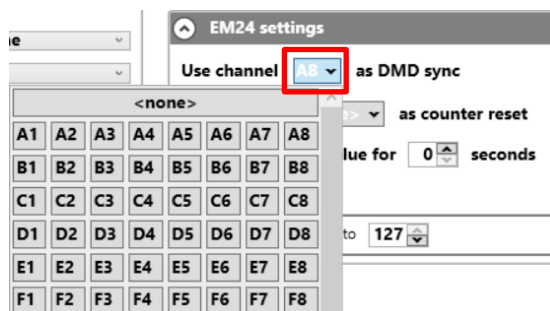 EM24 settings
e
Use channel A8 as DMD sync
<none>
as counter reset
A1 A2 A3 A4 A5 A6 A7 A8
lue for 0 seconds
B1 B2 B3 B4 B5 B6 B7 B8
C1 C2 C3 C4 C5 C6 C7 C8
D1 D2 D3 D4 D5 D6 D7 D8
to 127
E1 E2 E3 E4 E5 E6 E7 E8
F1 F2 F3 F4 F5 F6 F7 F8